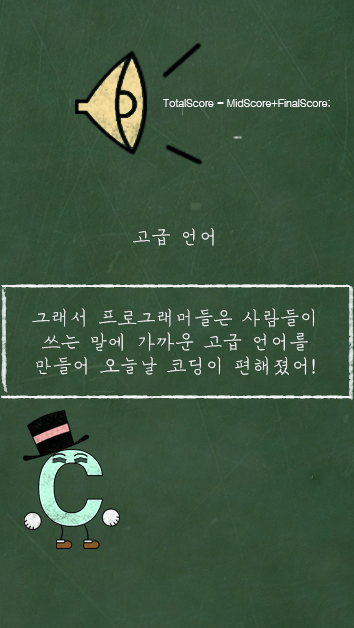 TotalScore = MidScore+FinalScore;
고급 언어
그래서 프로그래머들은 사람들이
쓰는 말에 가까운 고급 언어를
만들어 오늘날 코딩이 편해졌어!
C